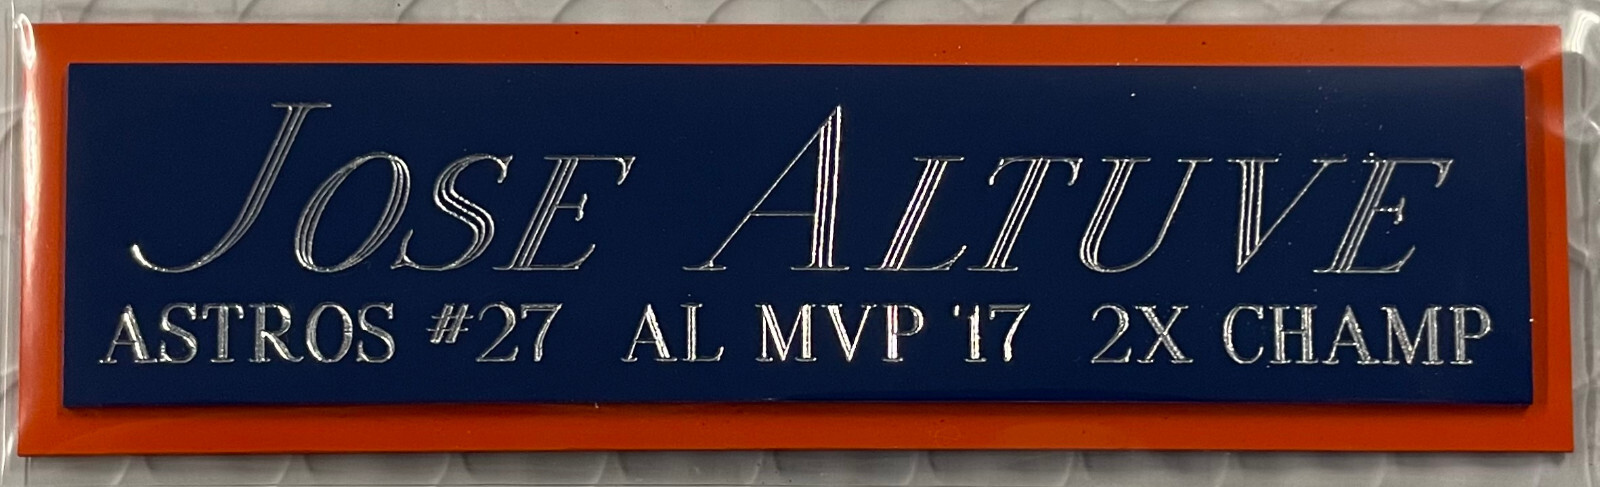 JOSE ALTUVE
ASTROS #27 AL MVP '17 2X CHAMP